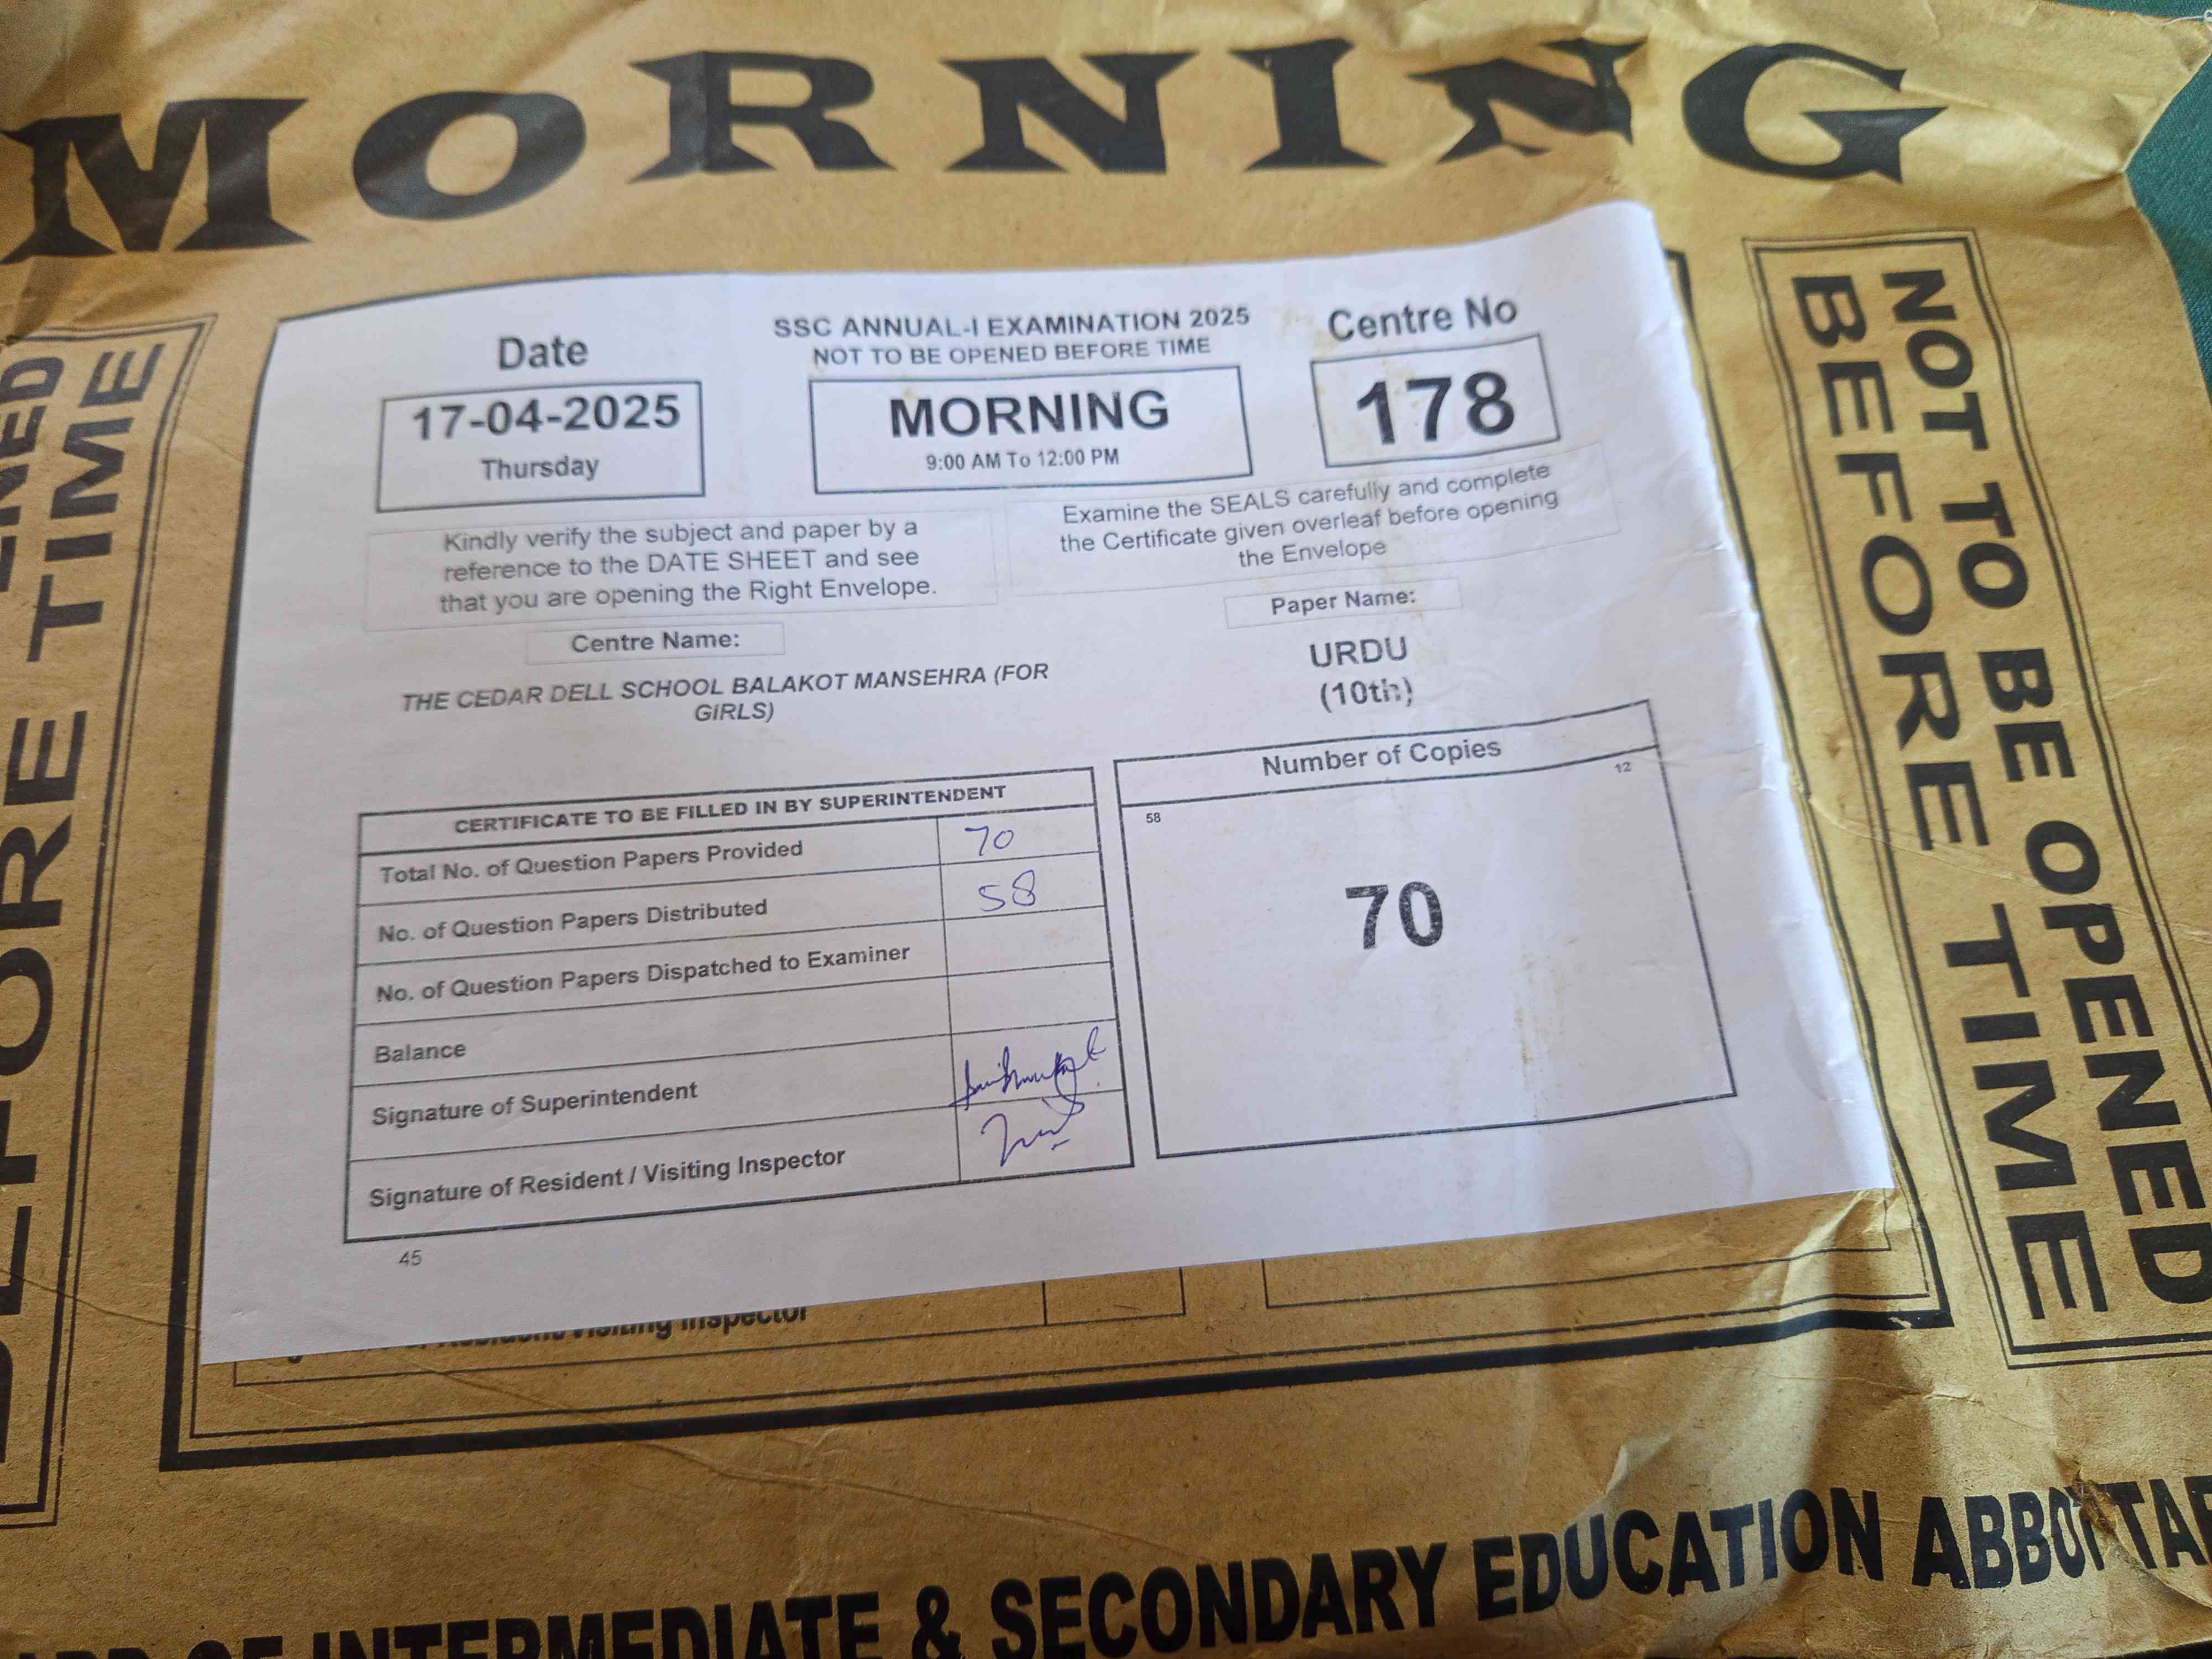 MORNING
Date
17-04-2025
Thursday
SSC ANNUAL-I EXAMINATION 2025
NOT TO BE OPENED BEFORE TIME
MORNING
9:00 AM To 12:00 PM
Centre No
178
Kindly verify the subject and paper by a
reference to the DATE SHEET and see
that you are opening the Right Envelope.
Examine the SEALS carefully and complete
the Certificate given overleaf before opening
the Envelope
Centre Name:
THE CEDAR DELL SCHOOL BALAKOT MANSEHRA (FOR
GIRLS)
Paper Name:
URDU
(10th)
CERTIFICATE TO BE FILLED IN BY SUPERINTENDENT
Total No. of Question Papers Provided 70
No. of Question Papers Distributed 58
No. of Question Papers Dispatched to Examiner
Balance
Signature of Superintendent
Signature of Resident / Visiting Inspector
45
Number of Copies
12
58
70
Visiting Inspector
BEFORE TIME
NOT TO BE OPENED
BEFORE TIME
OF INTERMEDIATE & SECONDARY EDUCATION ABBOTTA